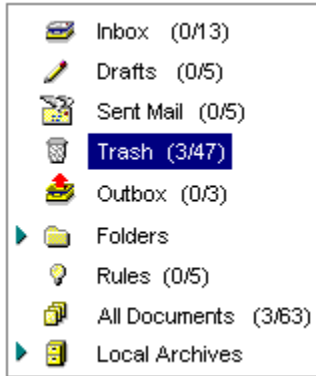 Inbox (0/13)
Drafts (0/5)
Sent Mail (0/5)
Trash (3/47)
Outbox (0/3)
Folders
Rules (0/5)
All Documents (3/63)
Local Archives